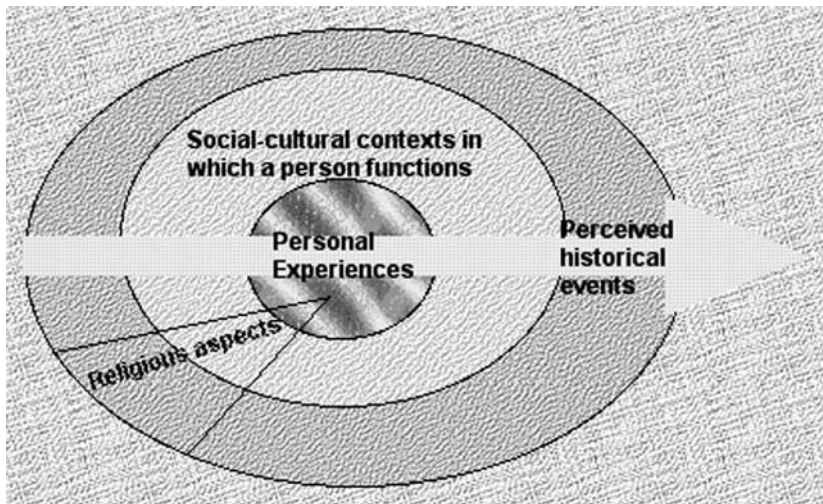 Social-cultural contexts in
which a person functions
Personal
Experiences
Perceived
historical
events
Religious aspects